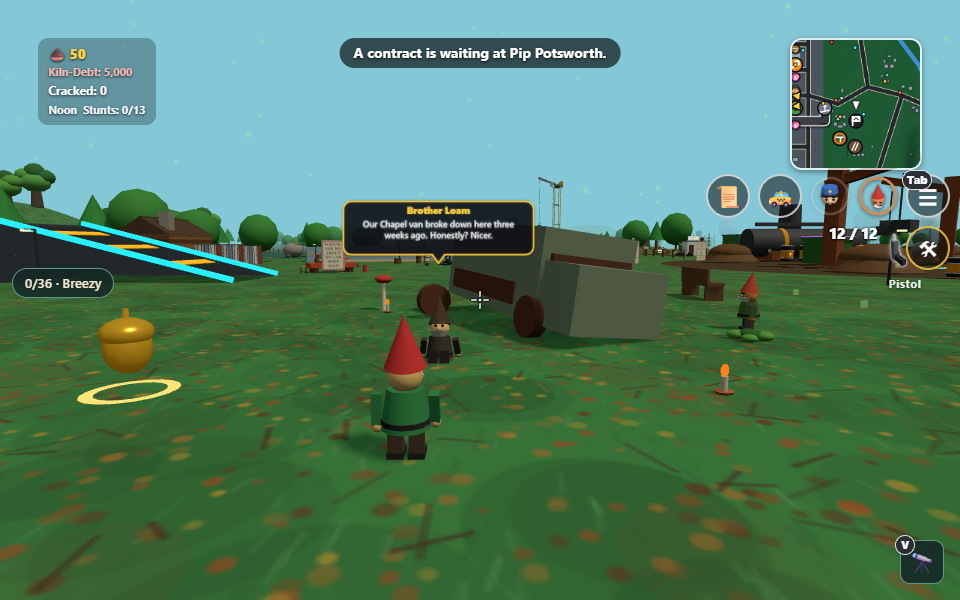 50
Kiln-Debt: 5,000
Cracked: 0
Noon Stunts: 0/13
A contract is waiting at Pip Potsworth.
Tab
12 / 12
Pistol
Brother Loam
Our Chapel van broke down here three
weeks ago. Honestly? Nicer.
0/36 · Breezy
V